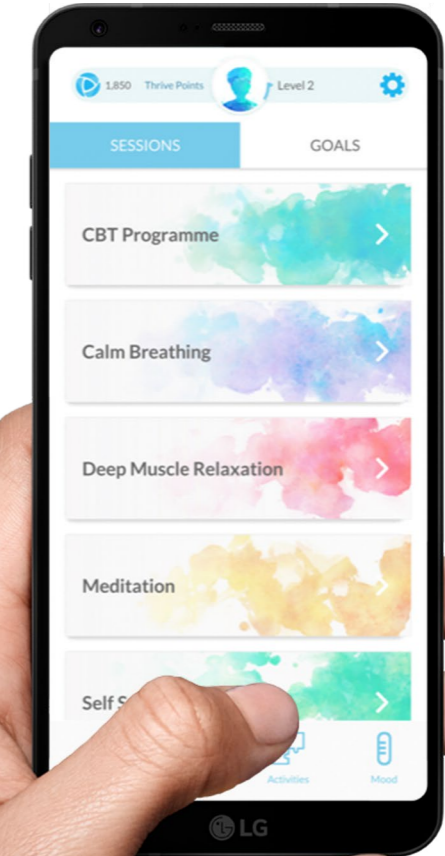 1,850 Thrive Points Level 2
SESSIONS GOALS
CBT Programme
Calm Breathing
Deep Muscle Relaxation
Meditation
Self
Activities Mood
LG